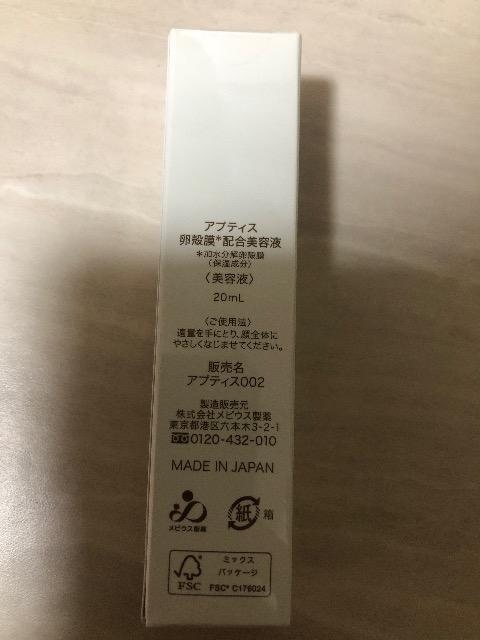 アプティス
卵殻膜*配合美容液
*加水分解卵殻膜
(保湿成分)
〈美容液〉
20mL
〈ご使用法〉
適量を手にとり、顔全体に
やさしくなじませてください。
販売名
アプティス002
製造販売元
株式会社メビウス製薬
東京都港区六本木3-2-1
0120-432-010
MADE IN JAPAN
メビウス製薬
紙 箱
FSC
ミックス
パッケージ
FSC® C176024